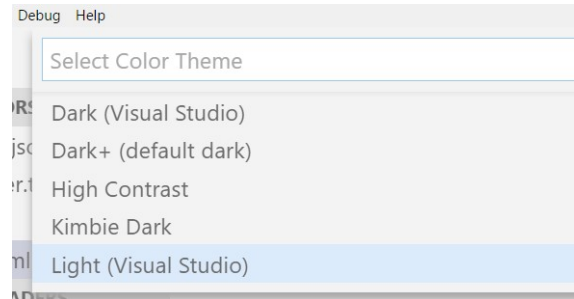 Debug Help
Select Color Theme
Dark (Visual Studio)
Dark+ (default dark)
High Contrast
Kimbie Dark
Light (Visual Studio)